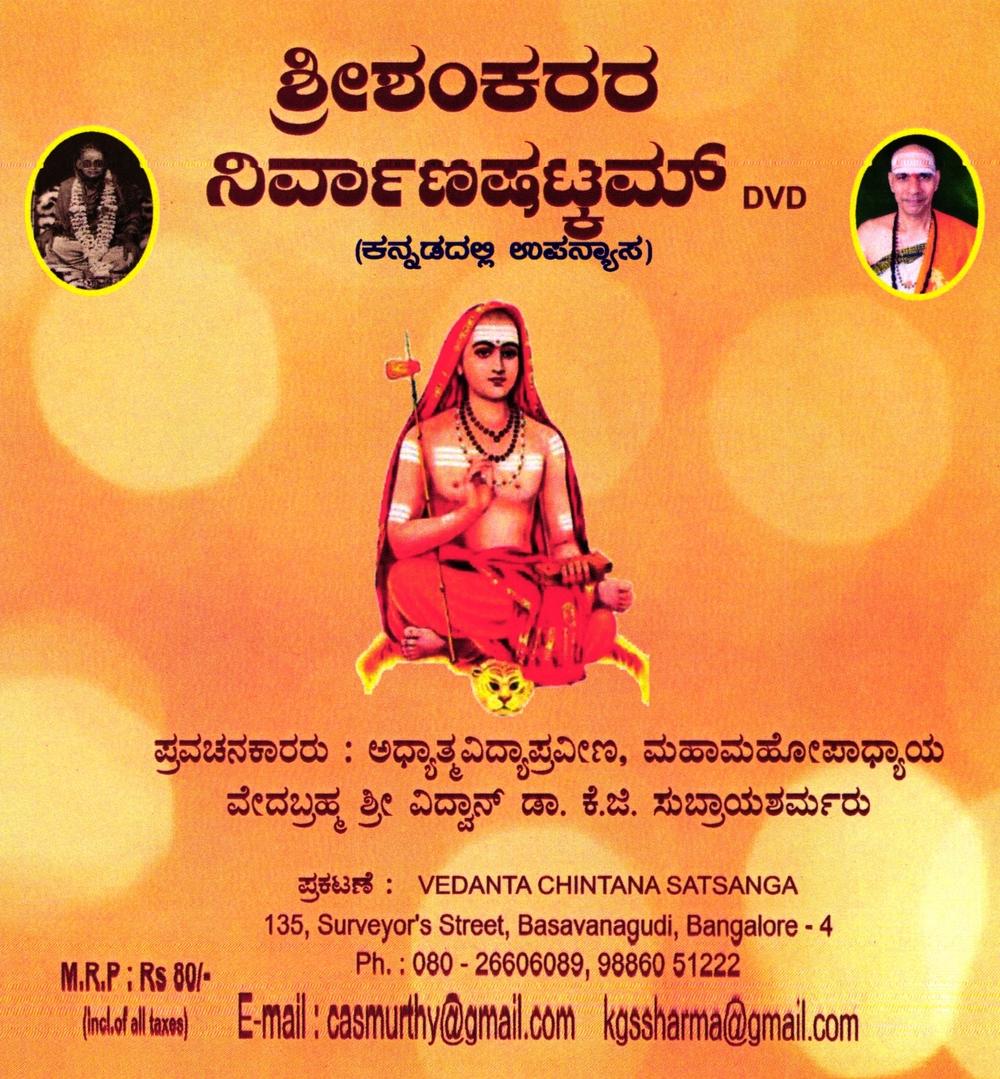 ಶ್ರೀಶಂಕರರ
ನಿರ್ವಾಣಷಟ್ಕಮ್ DVD
(ಕನ್ನಡದಲ್ಲಿ ಉಪನ್ಯಾಸ)
ಪ್ರವಚನಕಾರರು : ಅಧ್ಯಾತ್ಮವಿದ್ಯಾಪ್ರವೀಣ, ಮಹಾಮಹೋಪಾಧ್ಯಾಯ
ವೇದಬ್ರಹ್ಮ ಶ್ರೀ ವಿದ್ವಾನ್ ಡಾ. ಕೆ.ಜಿ. ಸುಬ್ರಾಯಶರ್ಮರು
ಪ್ರಕಟಣೆ : VEDANTA CHINTANA SATSANGA
135, Surveyor's Street, Basavanagudi, Bangalore - 4
Ph. : 080 - 26606089, 98860 51222
M.R.P : Rs 80/-
(Incl.of all taxes)
E-mail : casmurthy@gmail.com kgssharma@gmail.com